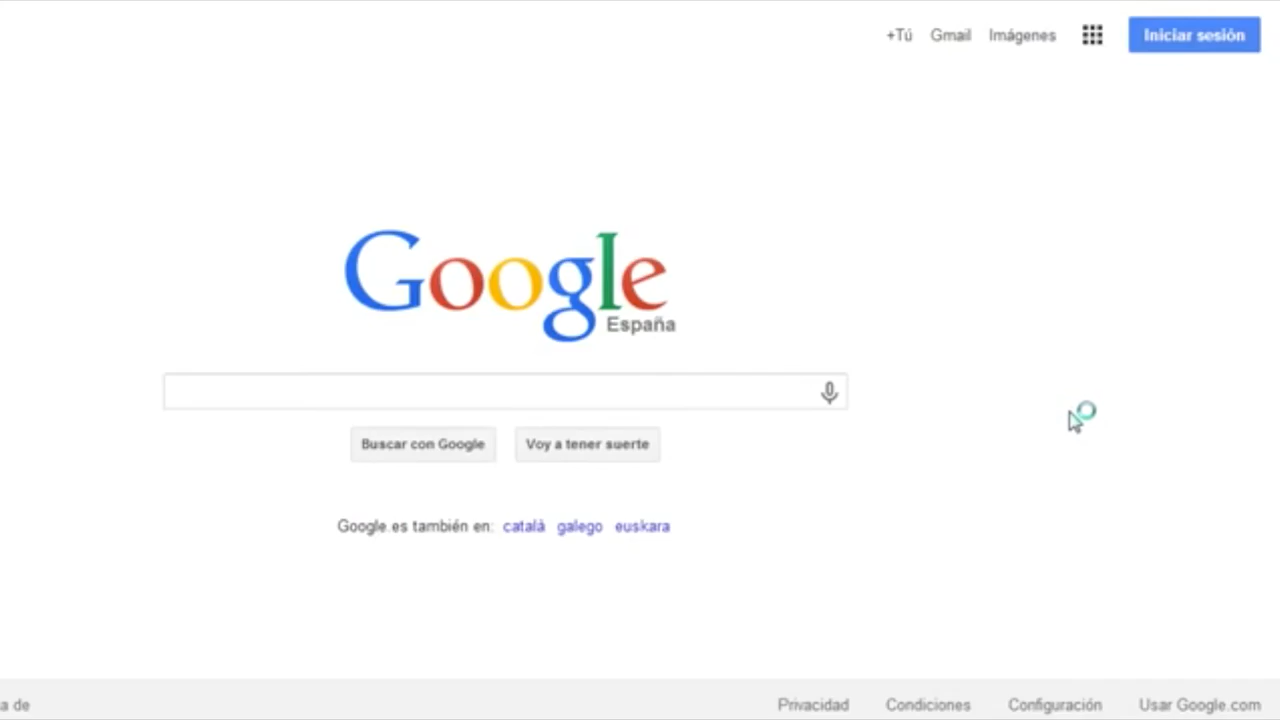 +Tú Gmail Imágenes Iniciar sesión
Google
España
Buscar con Google Voy a tener suerte
Google.es también en: català galego euskara
a de Privacidad Condiciones Configuración Usar Google.com